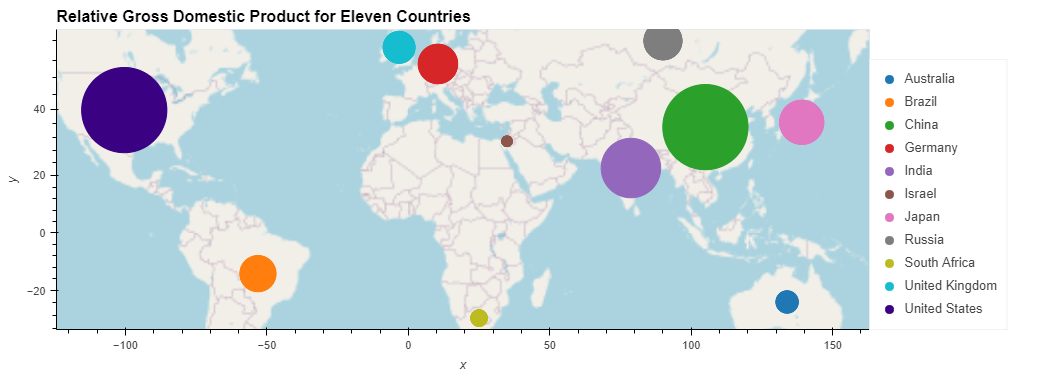 Relative Gross Domestic Product for Eleven Countries
y
40
20
0
−20
−100
−50
0
50
100
150
x
Australia
Brazil
China
Germany
India
Israel
Japan
Russia
South Africa
United Kingdom
United States